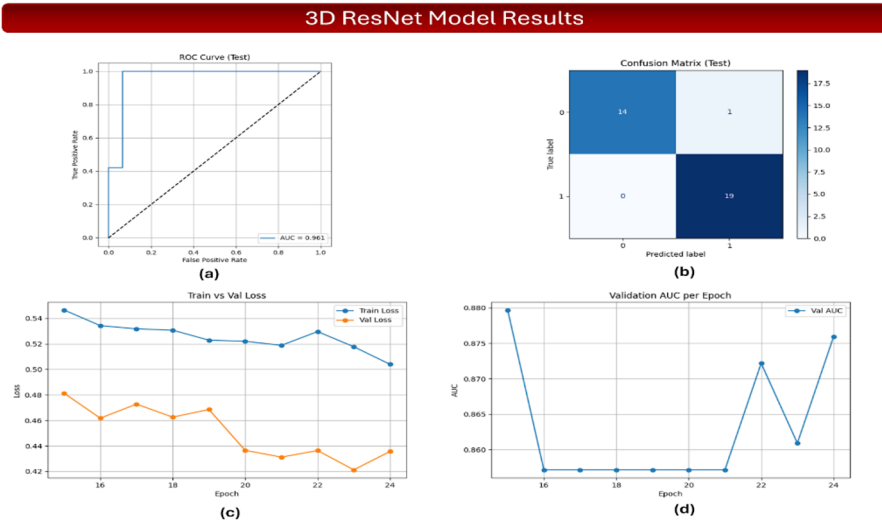 3D ResNet Model Results
ROC Curve (Test)
True Positive Rate
1.0
0.8
0.6
0.4
0.2
0.0
0.0 0.2 0.4 0.6 0.8 1.0
AUC = 0.961
False Positive Rate
(a)
Confusion Matrix (Test)
True label
0
1
14 1
0 19
0 1
Predicted label
17.5
15.0
12.5
10.0
7.5
5.0
2.5
0.0
(b)
Train vs Val Loss
Train Loss
Val Loss
Loss
0.54
0.52
0.50
0.48
0.46
0.44
0.42
16 18 20 22 24
Epoch
(c)
Validation AUC per Epoch
Val AUC
AUC
0.880
0.875
0.870
0.865
0.860
16 18 20 22 24
Epoch
(d)